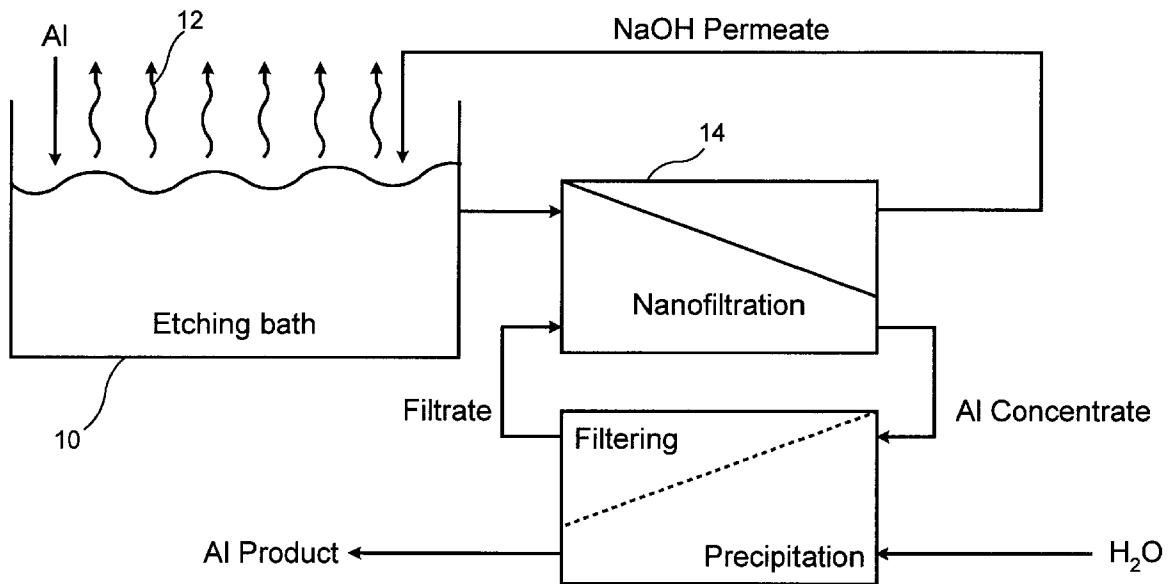 Al
12
NaOH Permeate
14
Etching bath
Nanofiltration
10
Filtrate
Filtering
Al Concentrate
Al Product
Precipitation
H₂O